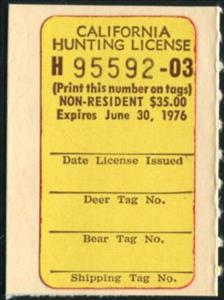 CALIFORNIA
HUNTING LICENSE
H 95592-03
(Print this number on tags)
NON-RESIDENT $35.00
Expires June 30, 1976
Date License Issued
Deer Tag No.
Bear Tag No.
Shipping Tag No.